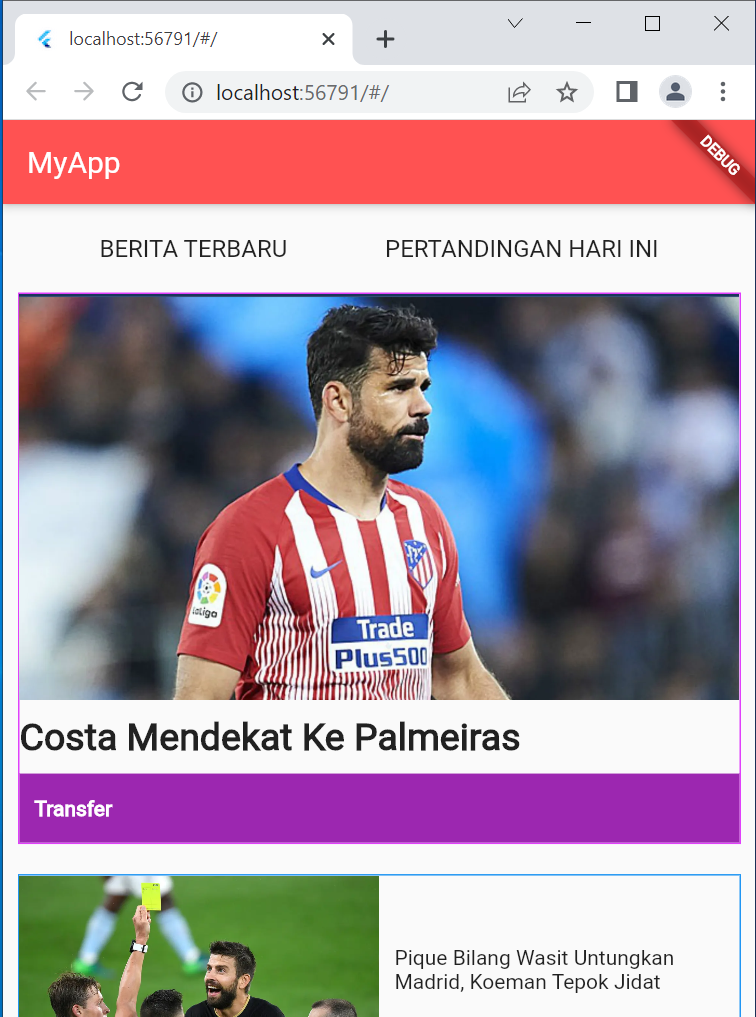 localhost:56791/#/
localhost:56791/#/
MyApp
DEBUG
BERITA TERBARU PERTANDINGAN HARI INI
LaLiga
Trade
Plus500
Costa Mendekat Ke Palmeiras
Transfer
Pique Bilang Wasit Untungkan
Madrid, Koeman Tepok Jidat